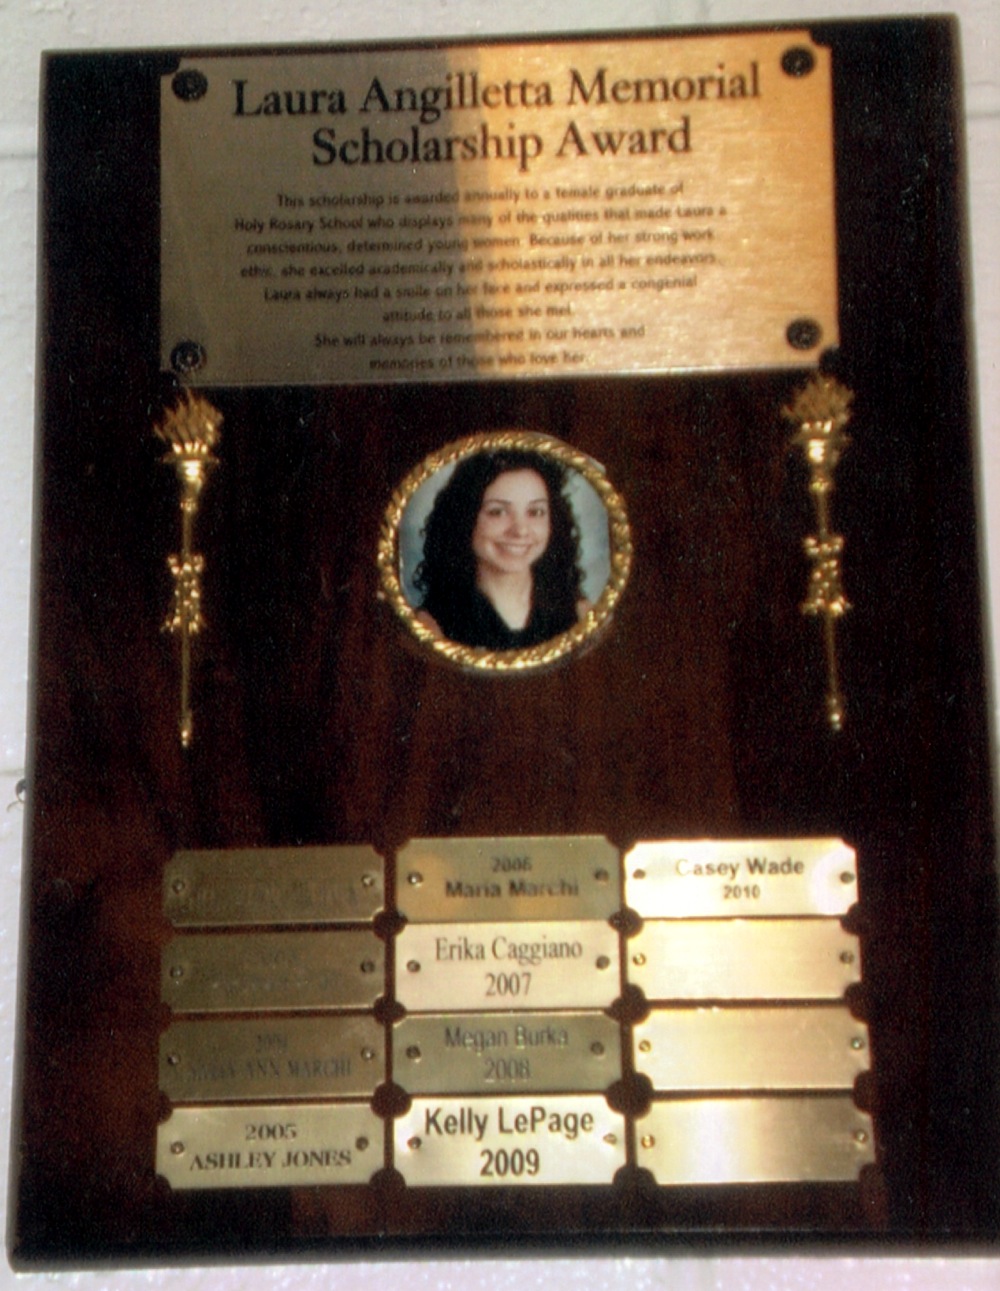 Laura Angilletta Memorial
Scholarship Award
This scholarship is awarded annually to a female graduate of
Holy Rosary School who displays many of the qualities that made Laura a
conscientious, determined young women. Because of her strong work
ethic, she excelled academically and scholastically in all her endeavors.
Laura always had a smile on her face and expressed a congenial
attitude to all those she met.
She will always be remembered in our hearts and
memories of those who love her.
ANN MARCHI
2005
ASHLEY JONES
2006
Maria Marchi
Erika Caggiano
2007
Megan Burka
2008
Kelly LePage
2009
Casey Wade
2010